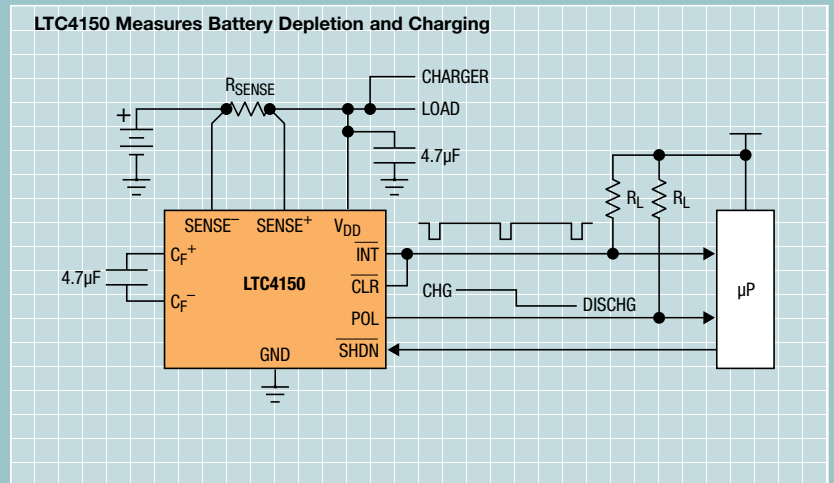 LTC4150 Measures Battery Depletion and Charging
CHARGER
RSENSE
LOAD
+
4.7µF
RL
RL
SENSE–
SENSE+
VDD
CF+
INT
4.7µF
LTC4150
CLR
CHG
µP
CF–
DISCHG
POL
GND
SHDN